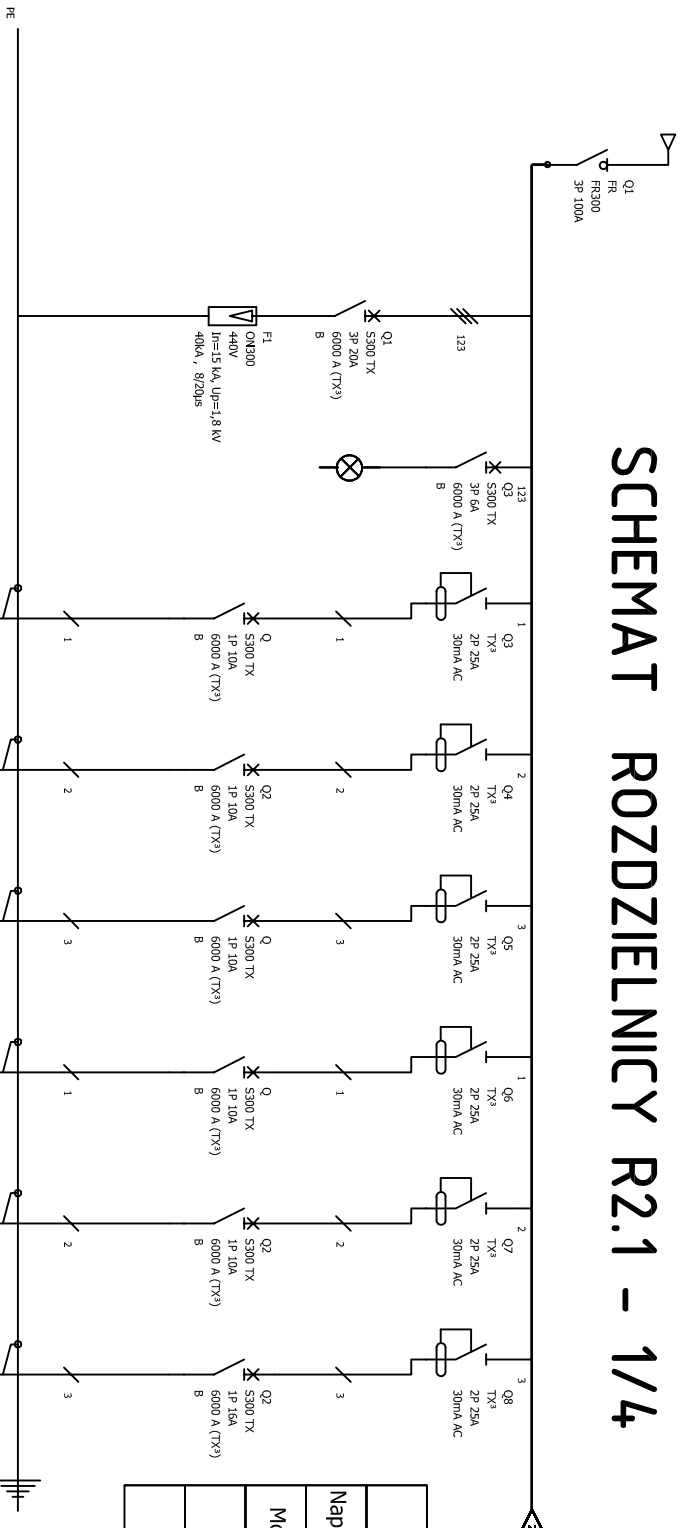 SCHEMAT ROZDZIELNICY R2.1 - 1/4
Q1
FR
FR300
3P 100A
123
Q1
S300 TX
3P 20A
6000 A (TX³)
B
F1
ON300
440V
In=15 kA, Up=1,8 kV
40kA , 8/20µs
123
Q3
S300 TX
3P 6A
6000 A (TX³)
B
1
Q3
TX³
2P 25A
30mA AC
1
Q
S300 TX
1P 10A
6000 A (TX³)
B
1
2
Q4
TX³
2P 25A
30mA AC
2
Q2
S300 TX
1P 10A
6000 A (TX³)
B
2
3
Q5
TX³
2P 25A
30mA AC
3
Q
S300 TX
1P 10A
6000 A (TX³)
B
3
1
Q6
TX³
2P 25A
30mA AC
1
Q
S300 TX
1P 10A
6000 A (TX³)
B
1
2
Q7
TX³
2P 25A
30mA AC
2
Q2
S300 TX
1P 10A
6000 A (TX³)
B
2
3
Q8
TX³
2P 25A
30mA AC
3
Q2
S300 TX
1P 16A
6000 A (TX³)
B
3
PE
Nap
Mo